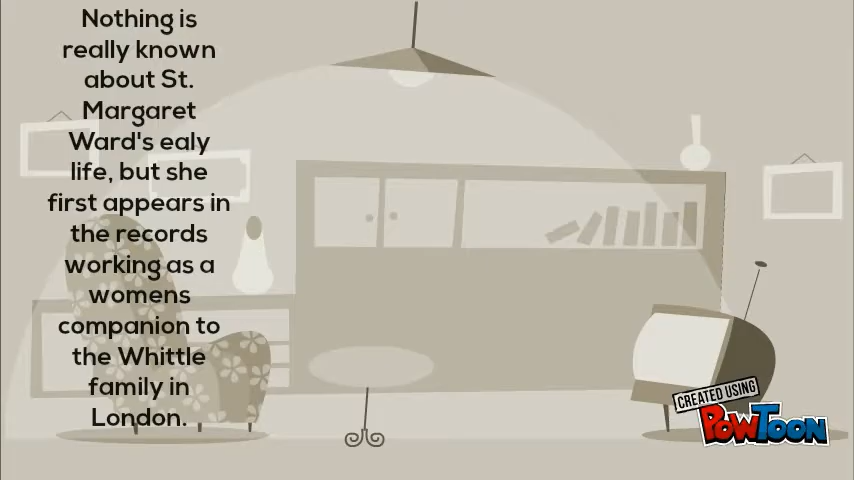 Nothing is
really known
about St.
Margaret
Ward's ealy
life, but she
first appears in
the records
working as a
womens
companion to
the Whittle
family in
London.
CREATED USING
POWTOON